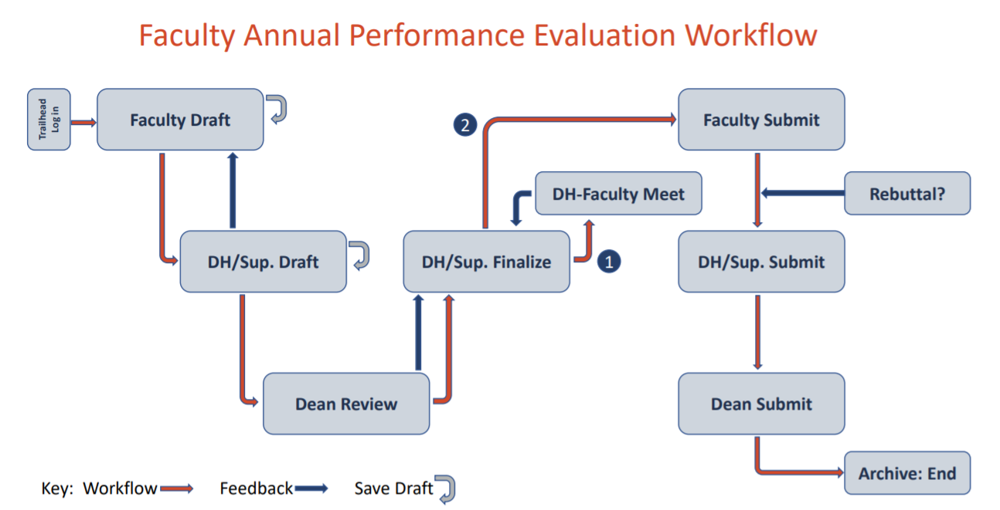 Faculty Annual Performance Evaluation Workflow
Trailhead
Log in
Faculty Draft
2
Faculty Submit
DH-Faculty Meet
Rebuttal?
DH/Sup. Draft
DH/Sup. Finalize
1
DH/Sup. Submit
Dean Review
Dean Submit
Archive: End
Key: Workflow Feedback Save Draft